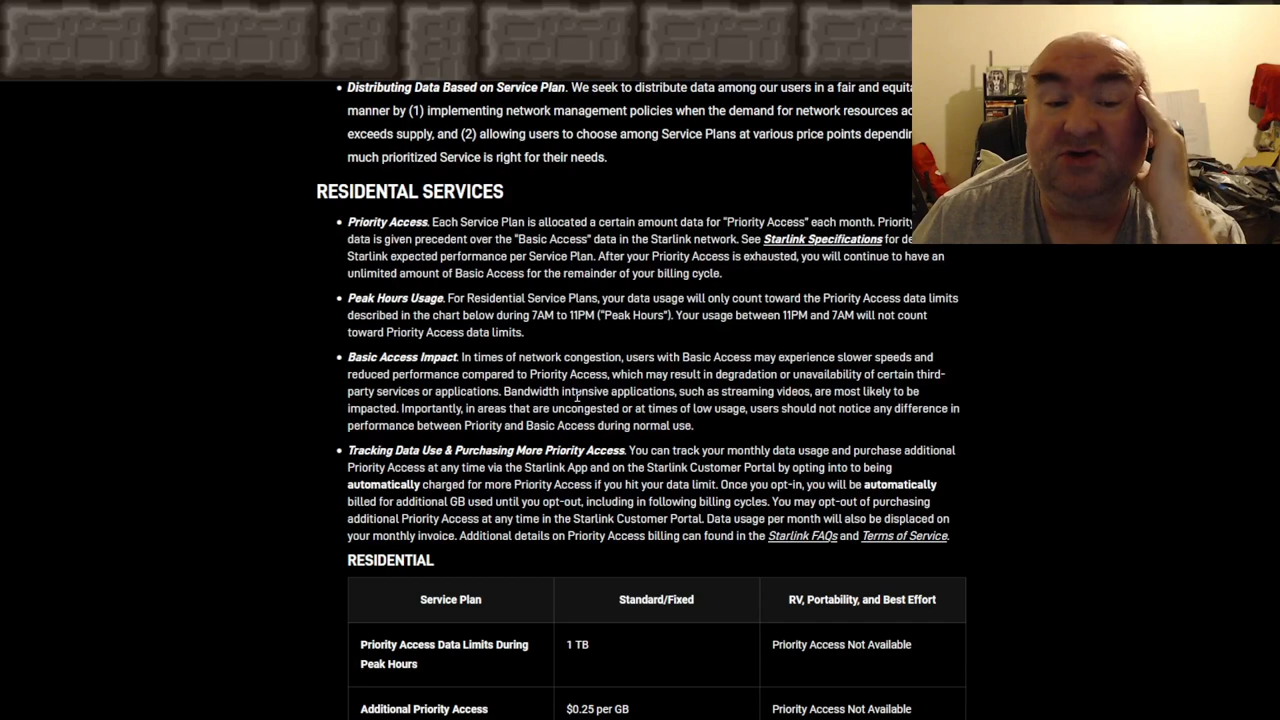 Distributing Data Based on Service Plan. We seek to distribute data among our users in a fair and equita
manner by (1) implementing network management policies when the demand for network resources ac
exceeds supply, and (2) allowing users to choose among Service Plans at various price points dependin
much prioritized Service is right for their needs.
RESIDENTAL SERVICES
Priority Access. Each Service Plan is allocated a certain amount data for “Priority Access” each month. Priority
data is given precedent over the “Basic Access” data in the Starlink network. See Starlink Specifications for de
Starlink expected performance per Service Plan. After your Priority Access is exhausted, you will continue to have an
unlimited amount of Basic Access for the remainder of your billing cycle.
Peak Hours Usage. For Residential Service Plans, your data usage will only count toward the Priority Access data limits
described in the chart below during 7AM to 11PM (“Peak Hours”). Your usage between 11PM and 7AM will not count
toward Priority Access data limits.
Basic Access Impact. In times of network congestion, users with Basic Access may experience slower speeds and
reduced performance compared to Priority Access, which may result in degradation or unavailability of certain third-
party services or applications. Bandwidth intensive applications, such as streaming videos, are most likely to be
impacted. Importantly, in areas that are uncongested or at times of low usage, users should not notice any difference in
performance between Priority and Basic Access during normal use.
Tracking Data Use & Purchasing More Priority Access. You can track your monthly data usage and purchase additional
Priority Access at any time via the Starlink App and on the Starlink Customer Portal by opting into to being
automatically charged for more Priority Access if you hit your data limit. Once you opt-in, you will be automatically
billed for additional GB used until you opt-out, including in following billing cycles. You may opt-out of purchasing
additional Priority Access at any time in the Starlink Customer Portal. Data usage per month will also be displaced on
your monthly invoice. Additional details on Priority Access billing can found in the Starlink FAQs and Terms of Service.
RESIDENTIAL
Service Plan
Standard/Fixed
RV, Portability, and Best Effort
Priority Access Data Limits During
Peak Hours
1 TB
Priority Access Not Available
Additional Priority Access
$0.25 per GB
Priority Access Not Available